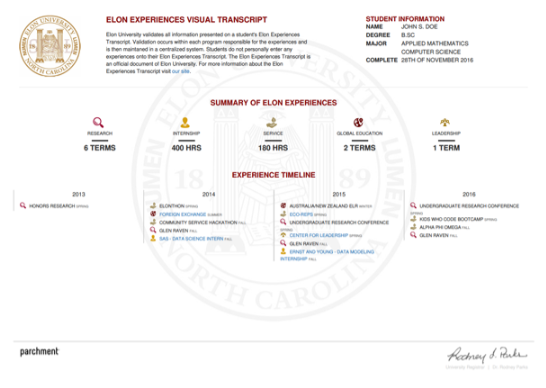 ELON EXPERIENCES VISUAL TRANSCRIPT
Elon University validates all information presented on a student's Elon Experiences
Transcript. Validation occurs within each program responsible for the experiences and
is then maintained in a centralized system. Students do not personally enter any
experiences onto their Elon Experiences Transcript. The Elon Experiences Transcript is
an official document of Elon University. For more information about the Elon
Experiences Transcript visit our site.
STUDENT INFORMATION
NAME JOHN S. DOE
DEGREE B.SC
MAJOR APPLIED MATHEMATICS
COMPUTER SCIENCE
COMPLETE 28TH OF NOVEMBER 2016
ELON UNIVERSITY
NORTH CAROLINA
LUMEN
18 89
SUMMARY OF ELON EXPERIENCES
RESEARCH INTERNSHIP SERVICE GLOBAL EDUCATION LEADERSHIP
6 TERMS 400 HRS 180 HRS 2 TERMS 1 TERM
EXPERIENCE TIMELINE
2013
HONORS RESEARCH SPRING
2014
ELONTHON SPRING
FOREIGN EXCHANGE SUMMER
COMMUNITY SERVICE HACKATHON FALL
GLEN RAVEN FALL
SAS - DATA SCIENCE INTERN FALL
2015
AUSTRALIA/NEW ZEALAND ELR WINTER
ECO-REPS SPRING
UNDERGRADUATE RESEARCH CONFERENCE
SPRING
CENTER FOR LEADERSHIP SPRING
GLEN RAVEN FALL
ERNST AND YOUNG - DATA MODELING
INTERNSHIP FALL
2016
UNDERGRADUATE RESEARCH CONFERENCE
SPRING
KIDS WHO CODE BOOTCAMP SPRING
ALPHA PHI OMEGA FALL
GLEN RAVEN FALL
parchment
Rodney L. Parks
University Registrar | Dr. Rodney Parks